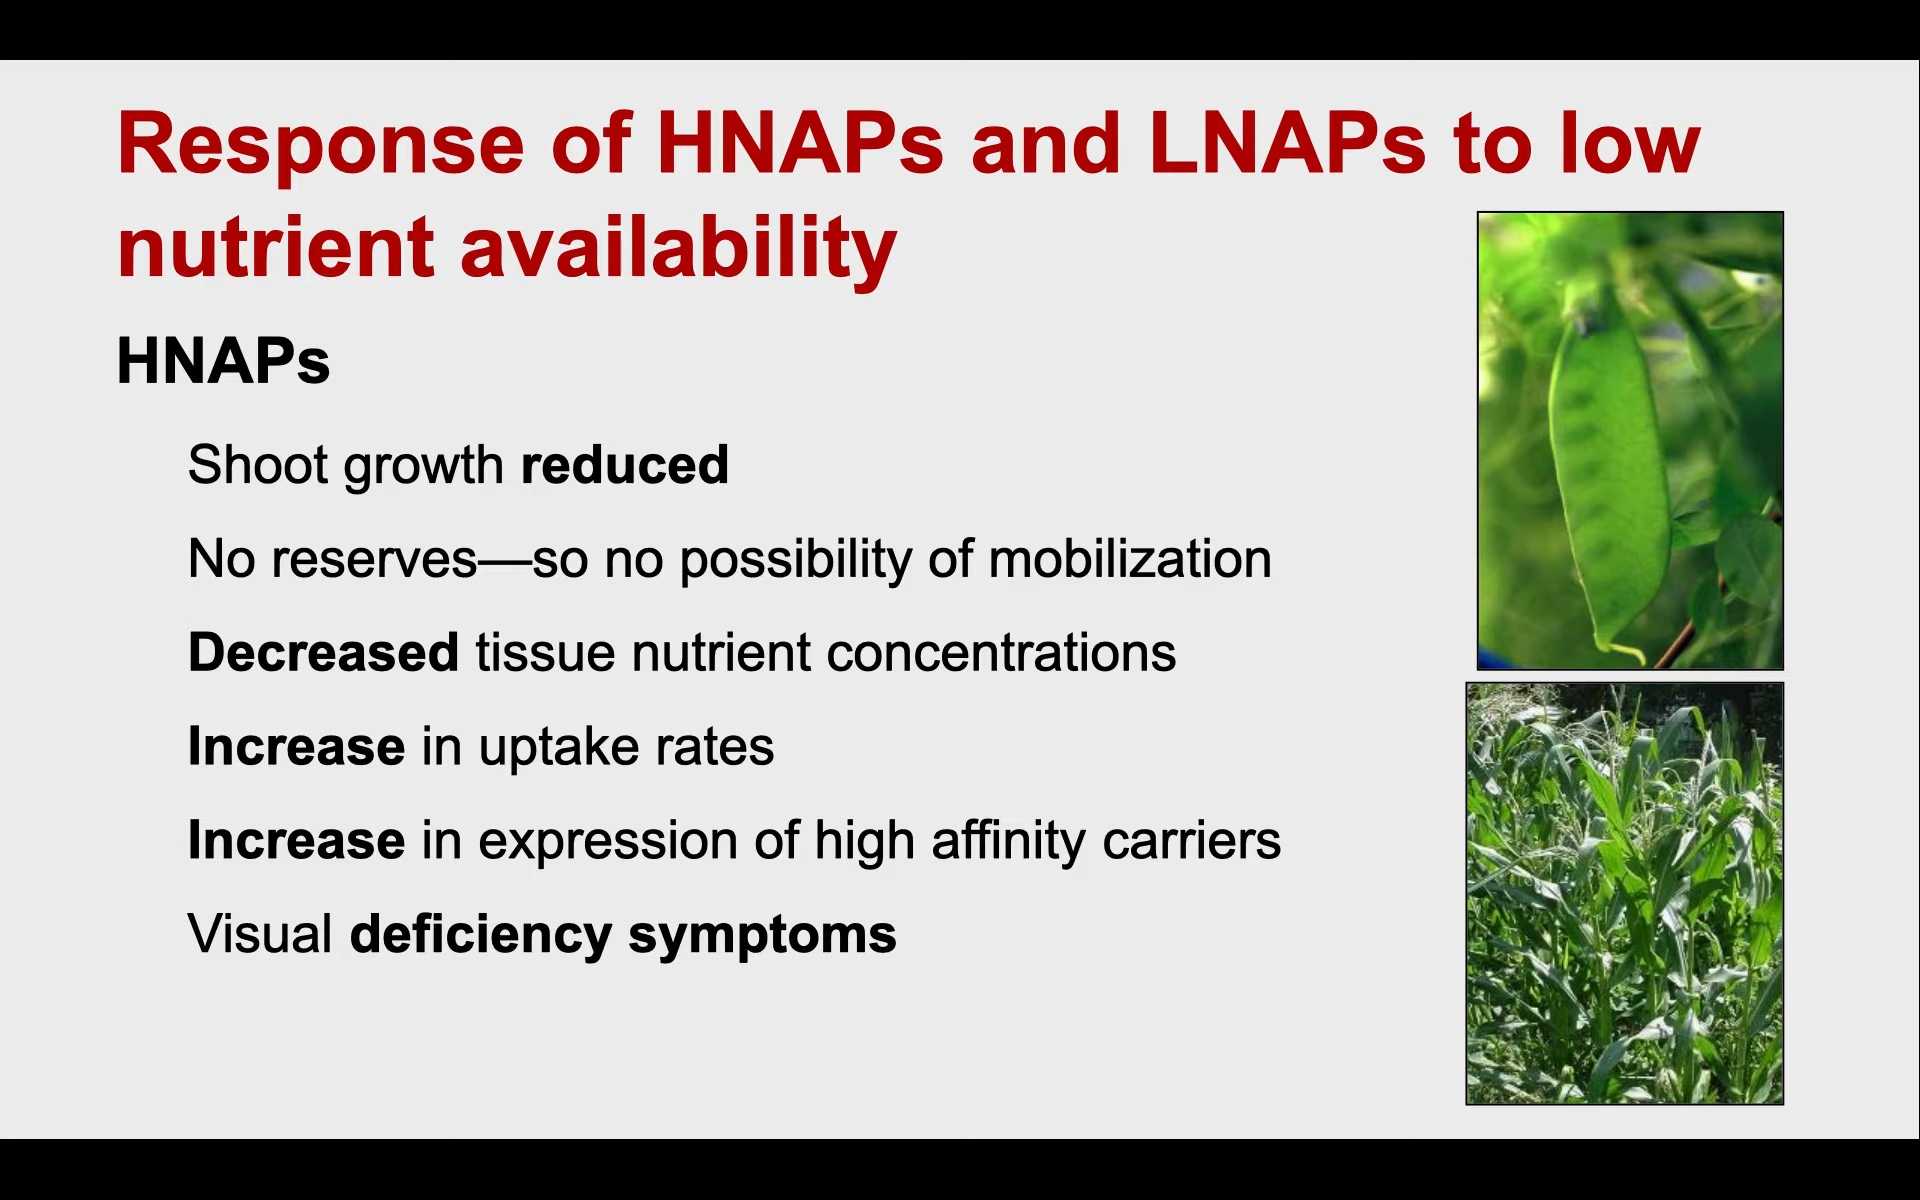 Response of HNAPs and LNAPs to low
nutrient availability
HNAPs
Shoot growth reduced
No reserves—so no possibility of mobilization
Decreased tissue nutrient concentrations
Increase in uptake rates
Increase in expression of high affinity carriers
Visual deficiency symptoms